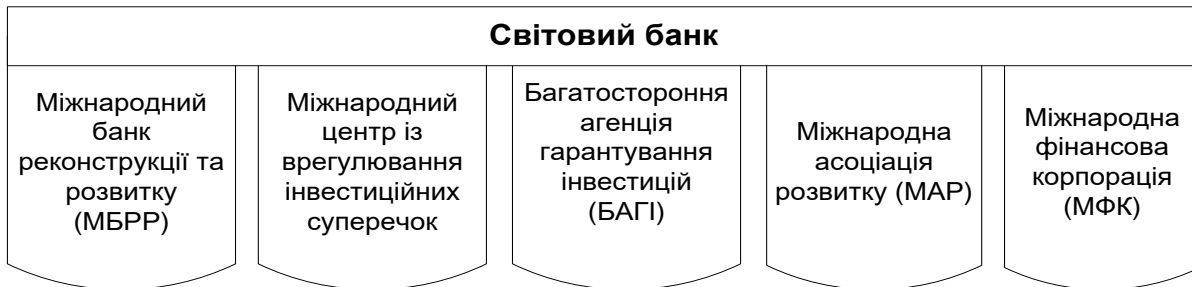 Світовий банк
Міжнародний
банк
реконструкції та
розвитку
(МБРР)
Міжнародний
центр із
врегулювання
інвестиційних
суперечок
Багатостороння
агенція
гарантування
інвестицій
(БАГІ)
Міжнародна
асоціація
розвитку (МАР)
Міжнародна
фінансова
корпорація
(МФК)